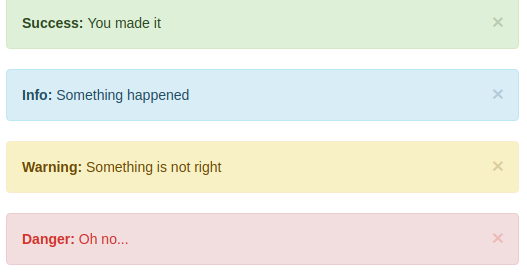 Success: You made it ×
Info: Something happened ×
Warning: Something is not right ×
Danger: Oh no... ×